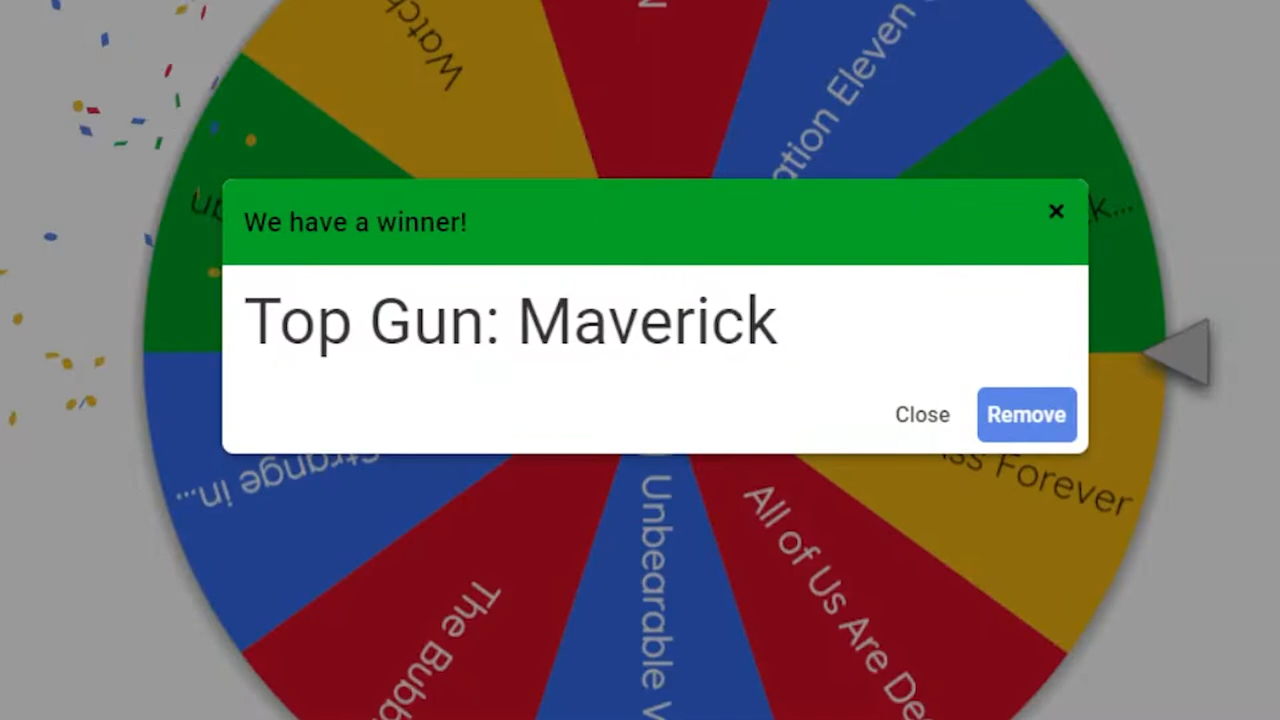 Watch
ation Eleven
k...
We have a winner!
Top Gun: Maverick
Close
Remove
Strange in...
ss Forever
Unbearable
All of Us Are De
The Bubb